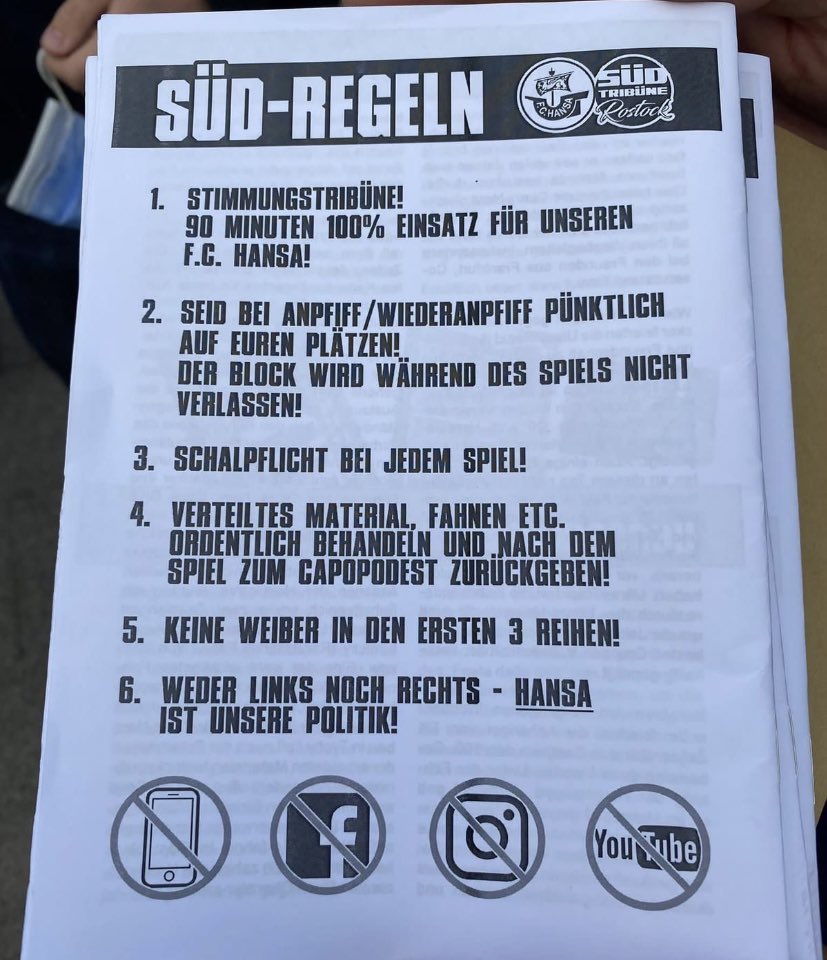 SÜD-REGELN
F.C. HANSA
SÜD
TRIBÜNE
Rostock
1. STIMMUNGSTRIBÜNE!
90 MINUTEN 100% EINSATZ FÜR UNSEREN
F.C. HANSA!
2. SEID BEI ANPFIFF/WIEDERANPFIFF PÜNKTLICH
AUF EUREN PLÄTZEN!
DER BLOCK WIRD WÄHREND DES SPIELS NICHT
VERLASSEN!
3. SCHALPFLICHT BEI JEDEM SPIEL!
4. VERTEILTES MATERIAL, FAHNEN ETC.
ORDENTLICH BEHANDELN UND NACH DEM
SPIEL ZUM CAPOPODEST ZURÜCKGEBEN!
5. KEINE WEIBER IN DEN ERSTEN 3 REIHEN!
6. WEDER LINKS NOCH RECHTS - HANSA
IST UNSERE POLITIK!
f
YouTube